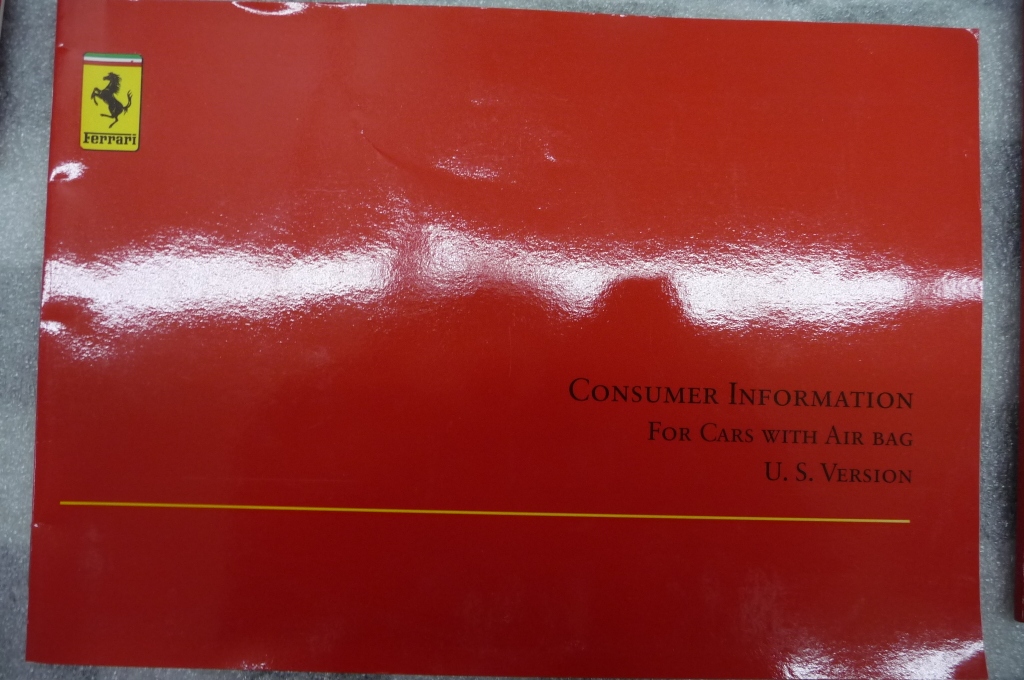 Ferrari
Consumer Information
For Cars with Air bag
U. S. Version